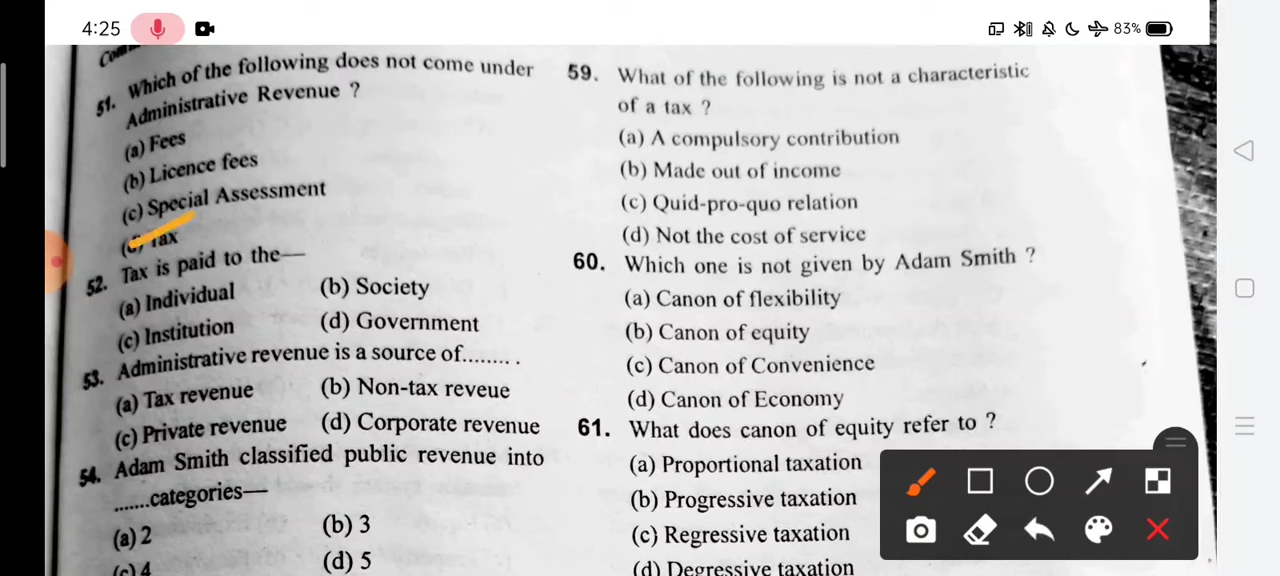 4:25
83%
51. Which of the following does not come under
Administrative Revenue ?
(a) Fees
(b) Licence fees
(c) Special Assessment
Tax
52. Tax is paid to the—
(a) Individual (b) Society
(c) Institution (d) Government
53. Administrative revenue is a source of.........
(a) Tax revenue (b) Non-tax reveue
(c) Private revenue (d) Corporate revenue
54. Adam Smith classified public revenue into
.......categories—
(a) 2 (b) 3
(c) 4 (d) 5
59. What of the following is not a characteristic
of a tax ?
(a) A compulsory contribution
(b) Made out of income
(c) Quid-pro-quo relation
(d) Not the cost of service
60. Which one is not given by Adam Smith ?
(a) Canon of flexibility
(b) Canon of equity
(c) Canon of Convenience
(d) Canon of Economy
61. What does canon of equity refer to ?
(a) Proportional taxation
(b) Progressive taxation
(c) Regressive taxation
(d) Degressive taxation